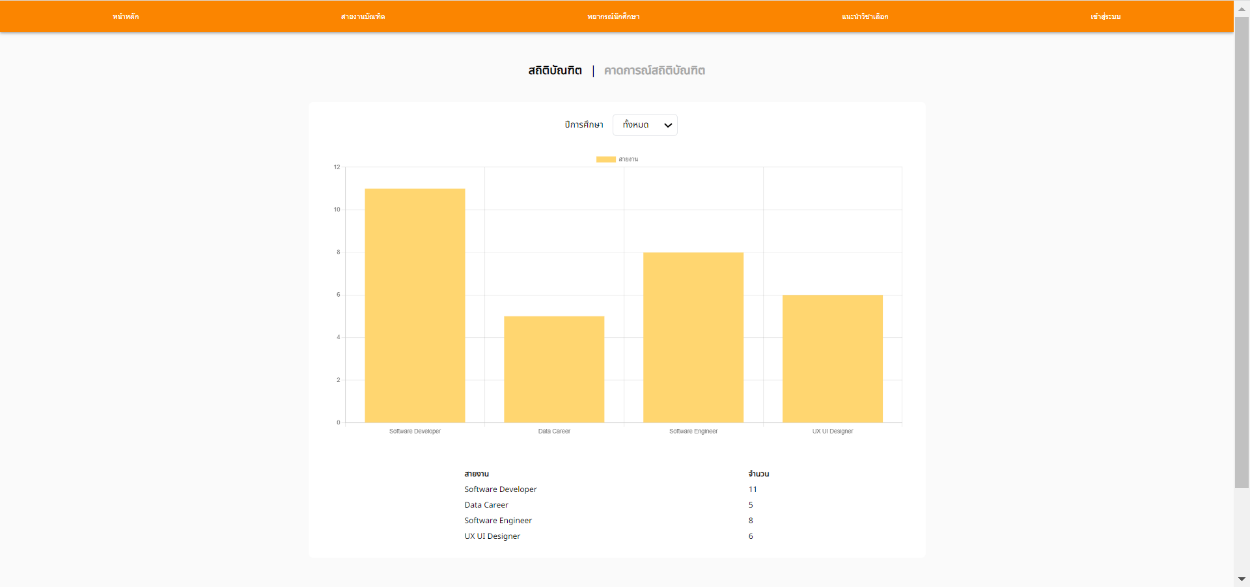 หน้าหลัก สายงานบัณฑิต พยากรณ์นักศึกษา แนะนำวิชาเลือก เข้าสู่ระบบ
สถิติบัณฑิต | คาดการณ์สถิติบัณฑิต
ปีการศึกษา ทั้งหมด
สายงาน
12
10
8
6
4
2
0
Software Developer Data Career Software Engineer UX UI Designer
สายงาน จำนวน
Software Developer 11
Data Career 5
Software Engineer 8
UX UI Designer 6